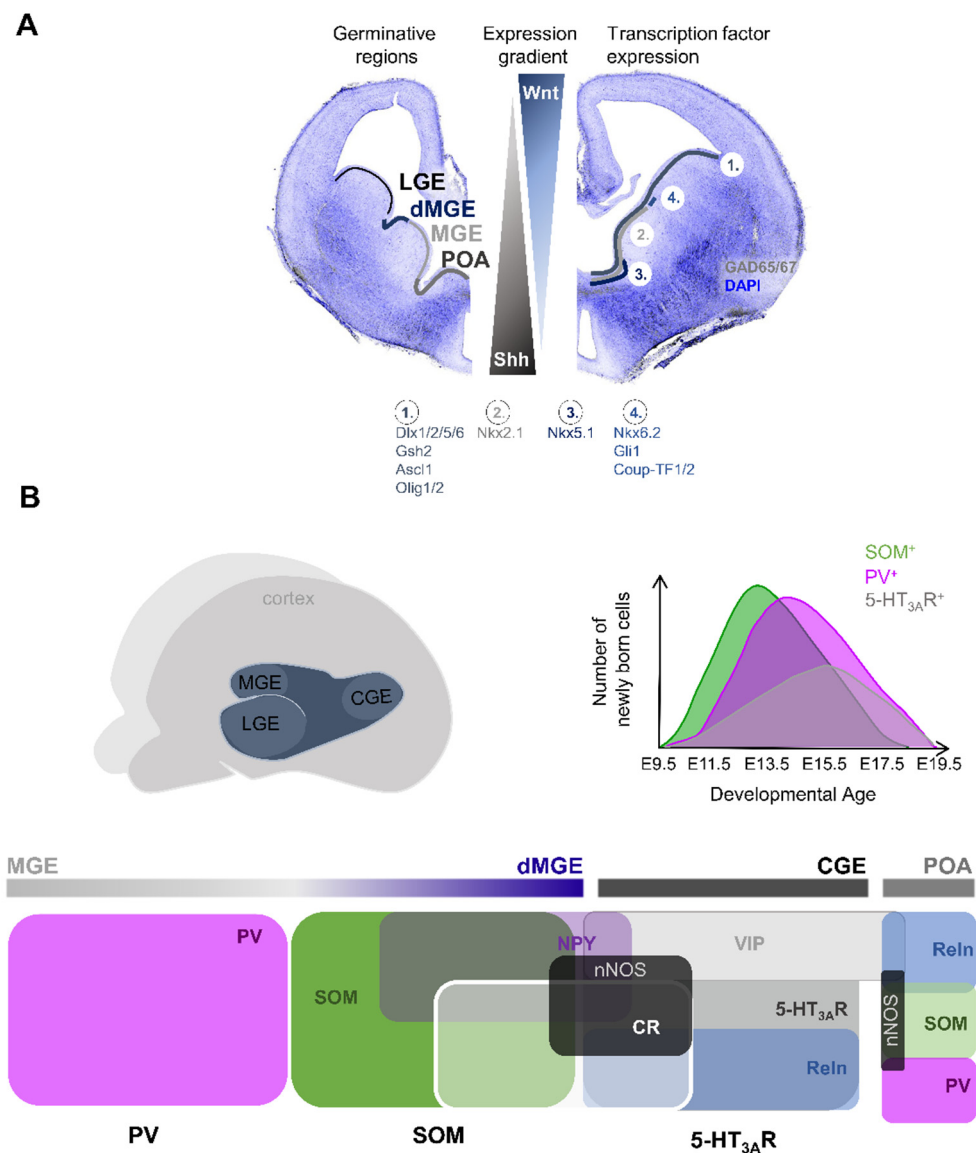 A
Germinative
regions
Expression
gradient
Transcription factor
expression
Wnt
LGE
dMGE
MGE
POA
Shh
1.
4.
2.
3.
GAD65/67
DAPI
1.
Dlx1/2/5/6
Gsh2
Ascl1
Olig1/2
2.
Nkx2.1
3.
Nkx5.1
4.
Nkx6.2
Gli1
Coup-TF1/2
B
cortex
MGE
LGE
CGE
SOM⁺
PV⁺
5-HT₃ₐR⁺
Number of
newly born cells
E9.5 E11.5 E13.5 E15.5 E17.5 E19.5
Developmental Age
MGE dMGE CGE POA
PV
SOM
NPY
nNOS
CR
VIP
5-HT₃ₐR
Reln
Reln
nNOS
SOM
PV
PV SOM 5-HT₃ₐR